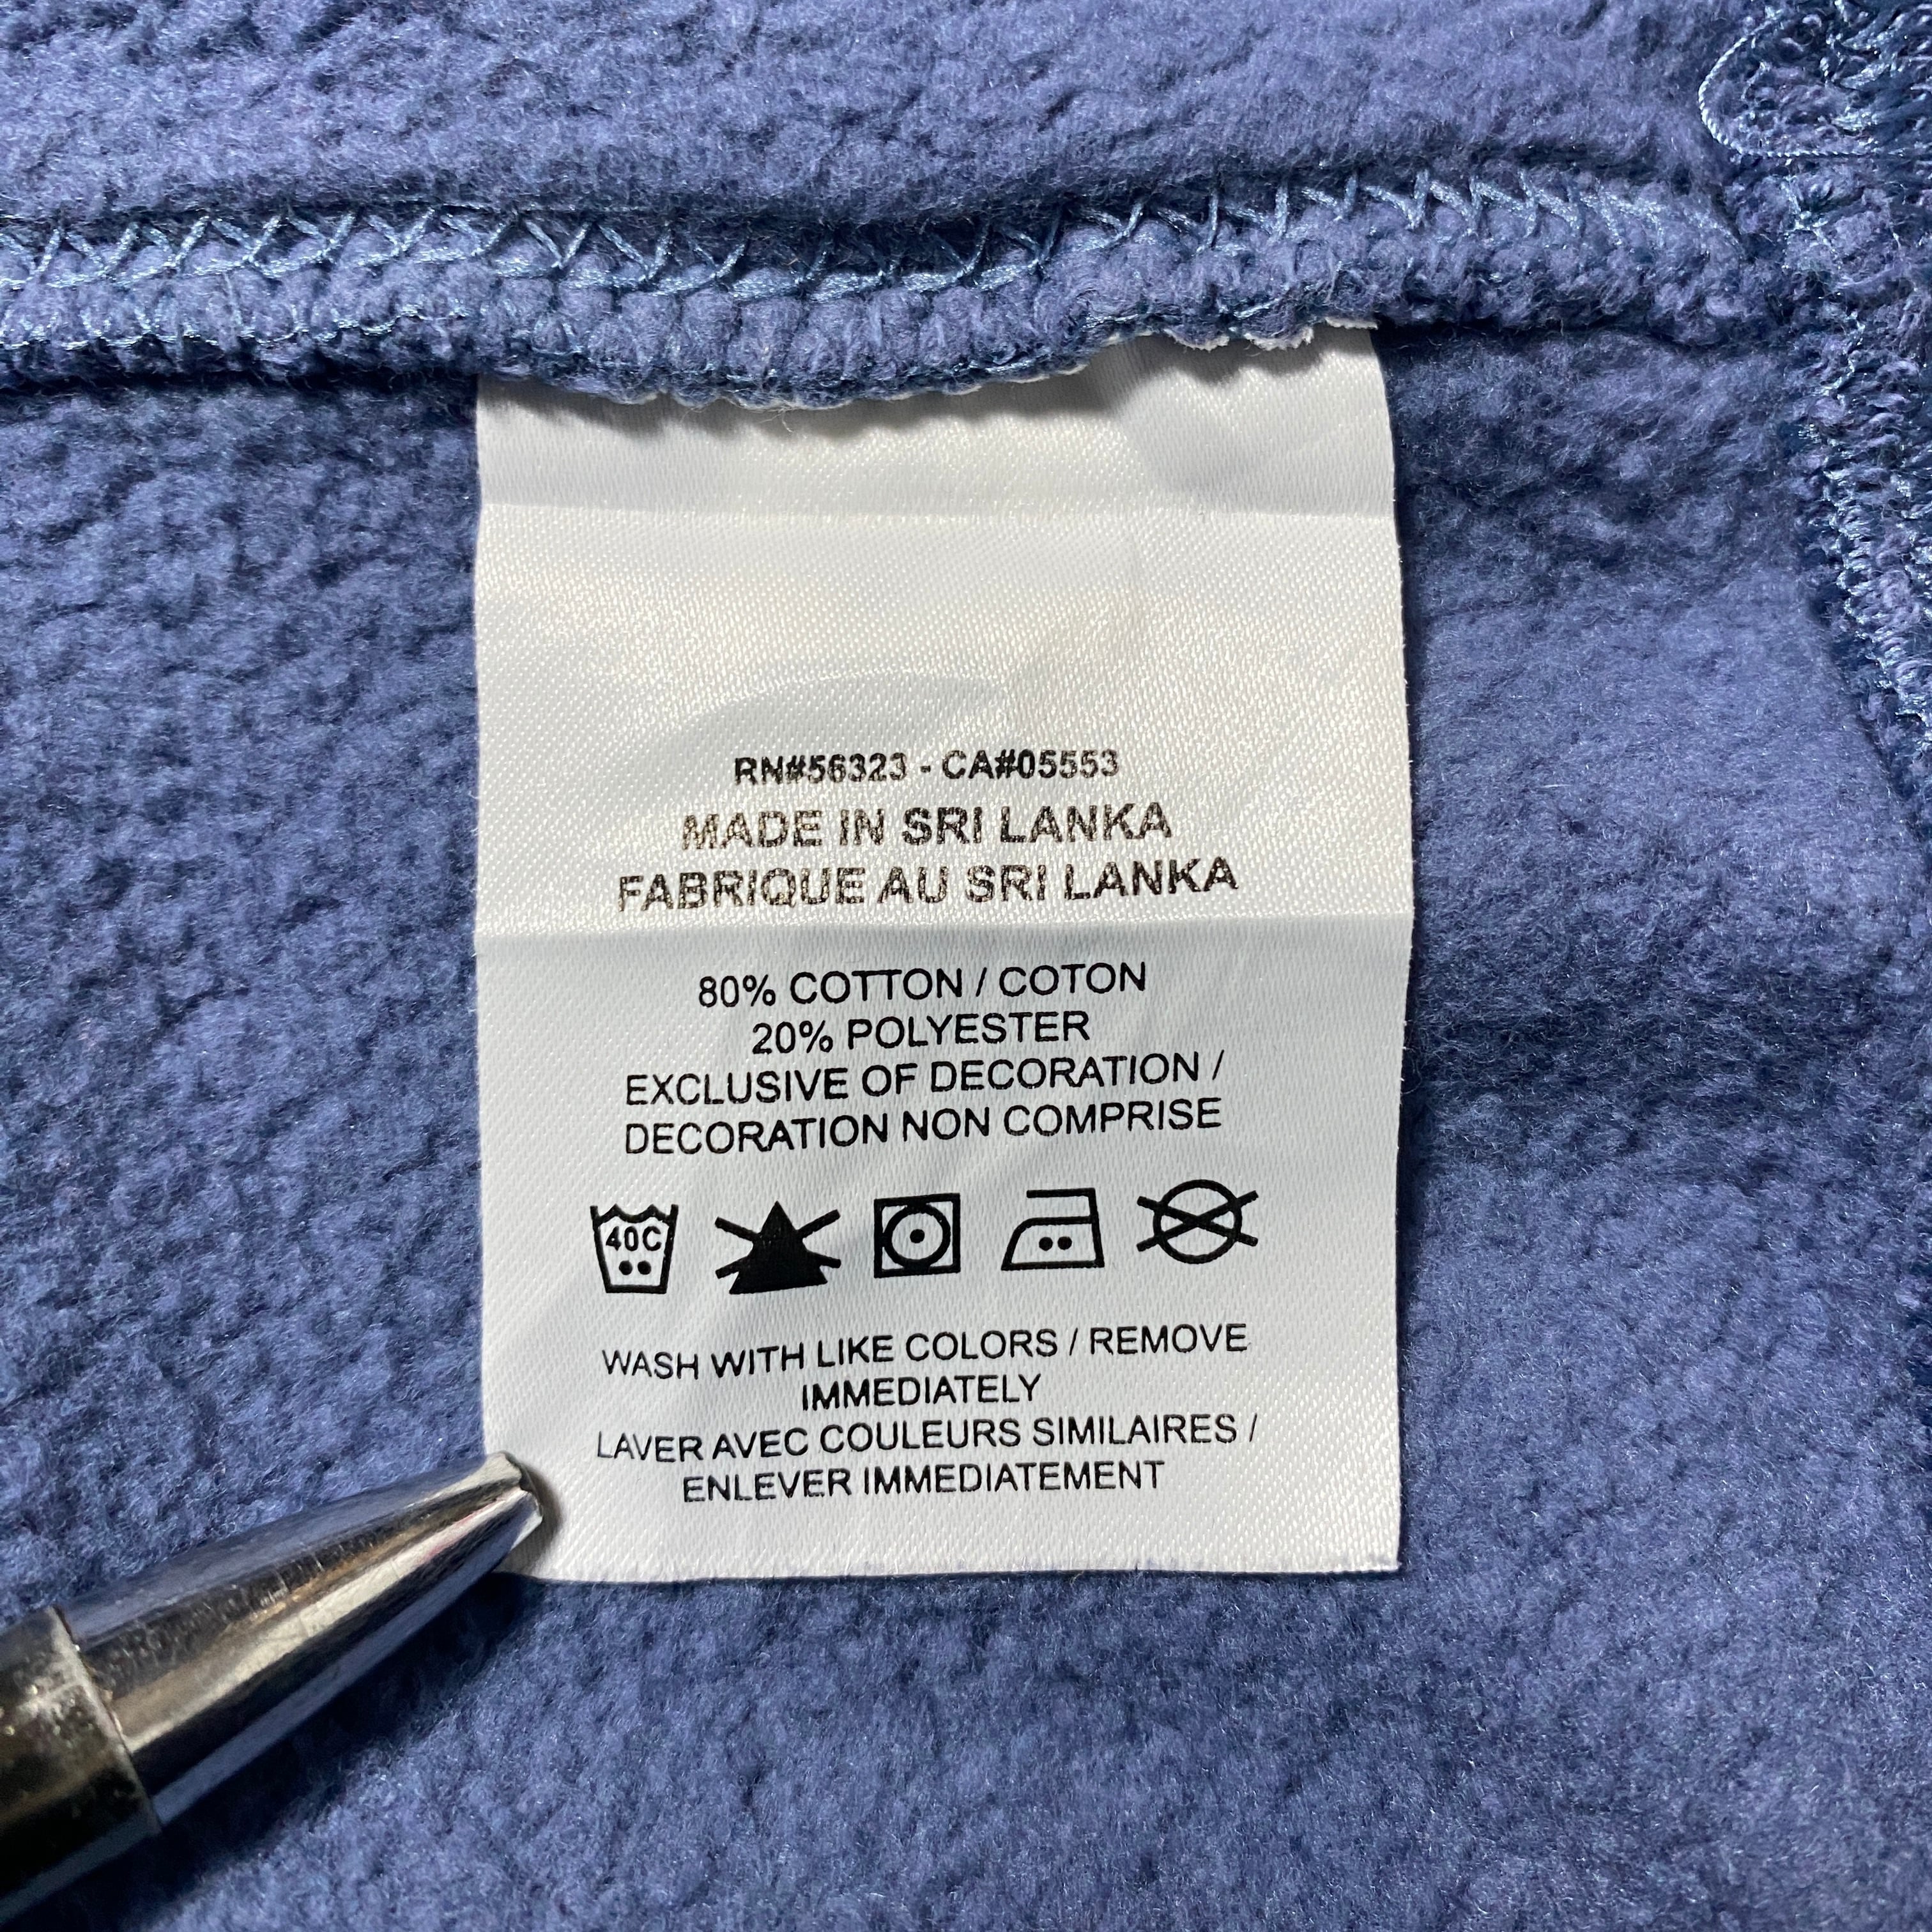 RN#56323 - CA#05553
MADE IN SRI LANKA
FABRIQUE AU SRI LANKA
80% COTTON / COTON
20% POLYESTER
EXCLUSIVE OF DECORATION /
DECORATION NON COMPRISE
40C
WASH WITH LIKE COLORS / REMOVE
IMMEDIATELY
LAVER AVEC COULEURS SIMILAIRES /
ENLEVER IMMEDIATEMENT